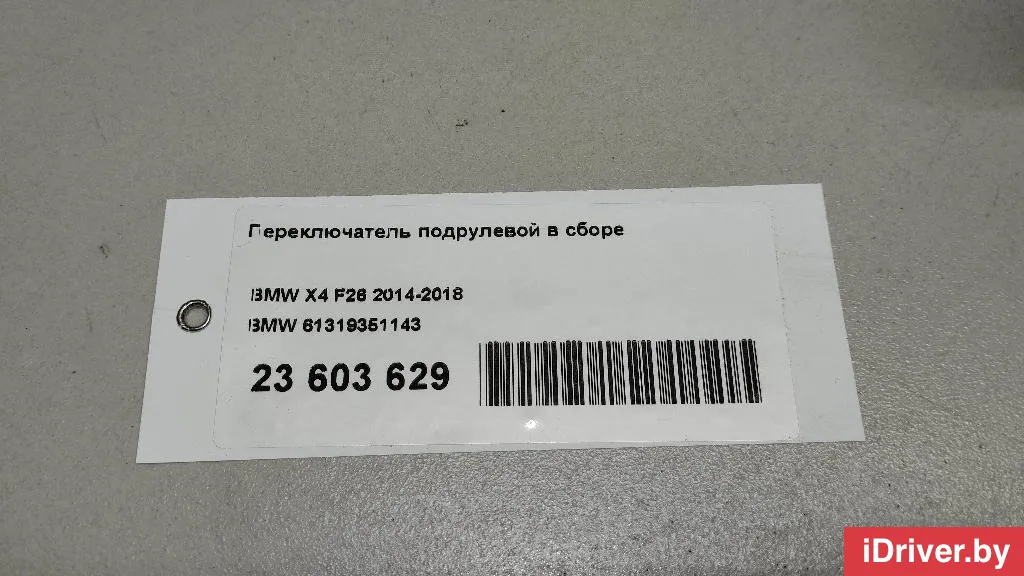 Переключатель подрулевой в сборе
BMW X4 F26 2014-2018
BMW 61319351143
23 603 629
iDriver.by